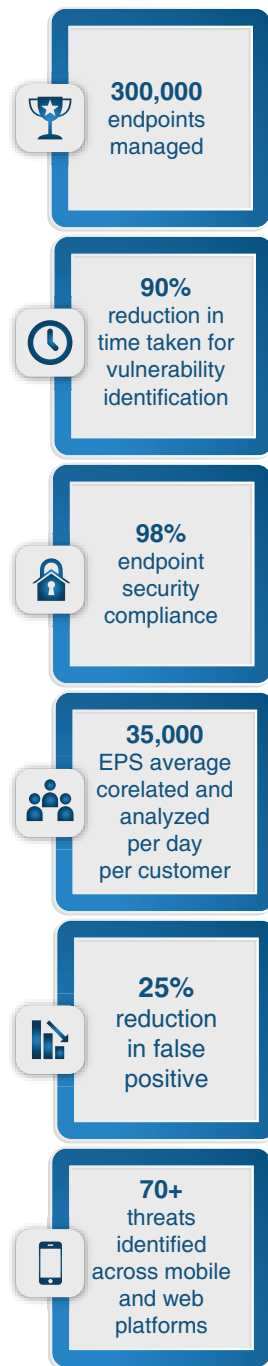 300,000
endpoints
managed
90%
reduction in
time taken for
vulnerability
identification
98%
endpoint
security
compliance
35,000
EPS average
corelated and
analyzed
per day
per customer
25%
reduction
in false
positive
70+
threats
identified
across mobile
and web
platforms